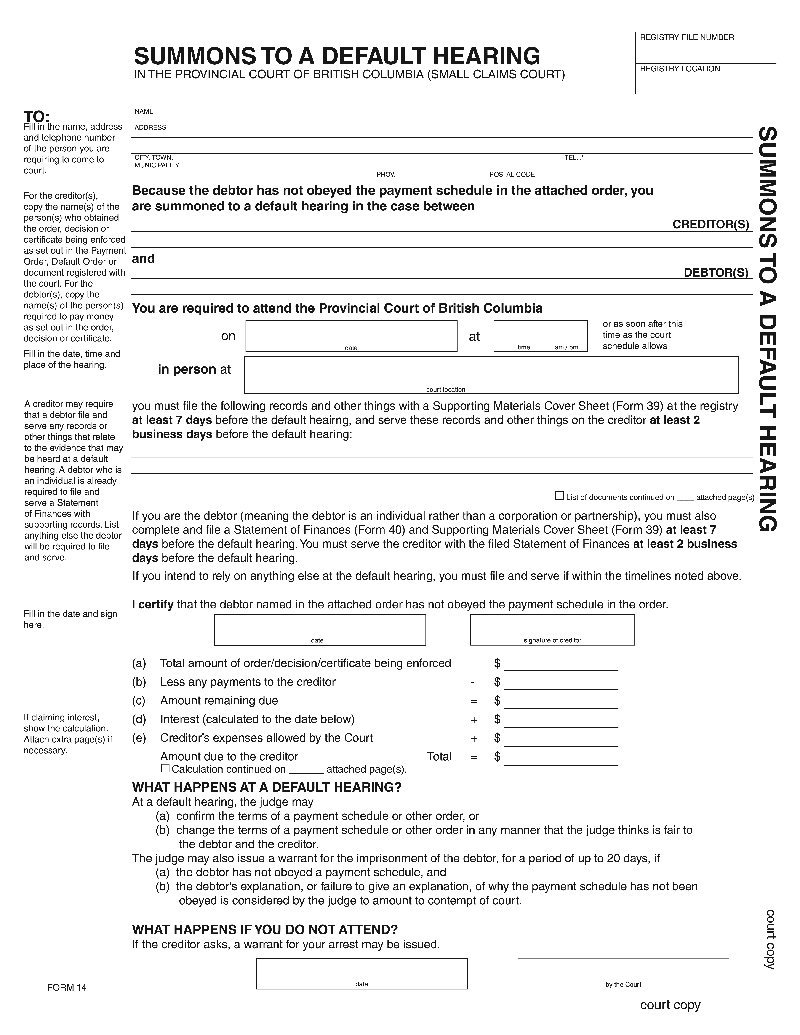 SUMMONS TO A DEFAULT HEARING
IN THE PROVINCIAL COURT OF BRITISH COLUMBIA (SMALL CLAIMS COURT)
REGISTRY FILE NUMBER
REGISTRY LOCATION
TO:
Fill in the name, address
and telephone number
of the person you are
requiring to come to
court.
NAME
ADDRESS
CITY, TOWN,
MUNICIPALITY
TEL. #
PROV.
POSTAL CODE
For the creditor(s),
copy the name(s) of the
person(s) who obtained
the order, decision or
certificate being enforced
as set out in the Payment
Order, Default Order or
document registered with
the court. For the
debtor(s), copy the
name(s) of the person(s)
required to pay money
as set out in the order,
decision or certificate.
Because the debtor has not obeyed the payment schedule in the attached order, you
are summoned to a default hearing in the case between
CREDITOR(S)
and
DEBTOR(S)
You are required to attend the Provincial Court of British Columbia
Fill in the date, time and
place of the hearing.
on
date
at
time am / pm
or as soon after this
time as the court
schedule allows
in person at
court location
A creditor may require
that a debtor file and
serve any records or
other things that relate
to the evidence that may
be heard at a default
hearing. A debtor who is
an individual is already
required to file and
serve a Statement
of Finances with
supporting records. List
anything else the debtor
will be required to file
and serve.
you must file the following records and other things with a Supporting Materials Cover Sheet (Form 39) at the registry
at least 7 days before the default hearing, and serve these records and other things on the creditor at least 2
business days before the default hearing:
List of documents continued on ____ attached page(s)
If you are the debtor (meaning the debtor is an individual rather than a corporation or partnership), you must also
complete and file a Statement of Finances (Form 40) and Supporting Materials Cover Sheet (Form 39) at least 7
days before the default hearing. You must serve the creditor with the filed Statement of Finances at least 2 business
days before the default hearing.
If you intend to rely on anything else at the default hearing, you must file and serve if within the timelines noted above.
Fill in the date and sign
here.
I certify that the debtor named in the attached order has not obeyed the payment schedule in the order.
date
signature of creditor
(a) Total amount of order/decision/certificate being enforced $
(b) Less any payments to the creditor - $
(c) Amount remaining due = $
(d) Interest (calculated to the date below) + $
(e) Creditor's expenses allowed by the Court + $
Amount due to the creditor Total = $
Calculation continued on ______ attached page(s).
If claiming interest,
show the calculation.
Attach extra page(s) if
necessary.
WHAT HAPPENS AT A DEFAULT HEARING?
At a default hearing, the judge may
(a) confirm the terms of a payment schedule or other order, or
(b) change the terms of a payment schedule or other order in any manner that the judge thinks is fair to
the debtor and the creditor.
The judge may also issue a warrant for the imprisonment of the debtor, for a period of up to 20 days, if
(a) the debtor has not obeyed a payment schedule, and
(b) the debtor's explanation, or failure to give an explanation, of why the payment schedule has not been
obeyed is considered by the judge to amount to contempt of court.
WHAT HAPPENS IF YOU DO NOT ATTEND?
If the creditor asks, a warrant for your arrest may be issued.
date
by the Court
FORM 14
court copy
SUMMONS TO A DEFAULT HEARING
court copy